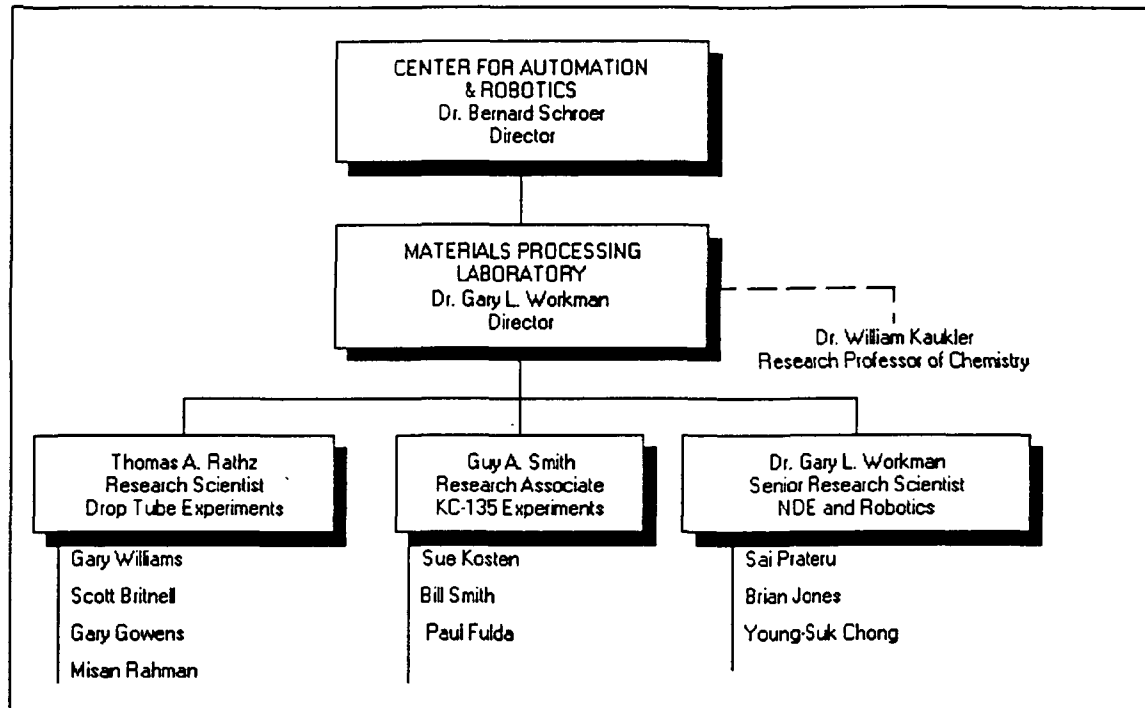 CENTER FOR AUTOMATION
& ROBOTICS
Dr. Bernard Schroer
Director
MATERIALS PROCESSING
LABORATORY
Dr. Gary L. Workman
Director
Dr. William Kaukler
Research Professor of Chemistry
Thomas A. Rathz
Research Scientist
Drop Tube Experiments
Gary Williams
Scott Britnell
Gary Gowens
Misan Rahman
Guy A. Smith
Research Associate
KC-135 Experiments
Sue Kosten
Bill Smith
Paul Fulda
Dr. Gary L. Workman
Senior Research Scientist
NDE and Robotics
Sai Prateru
Brian Jones
Young-Suk Chong